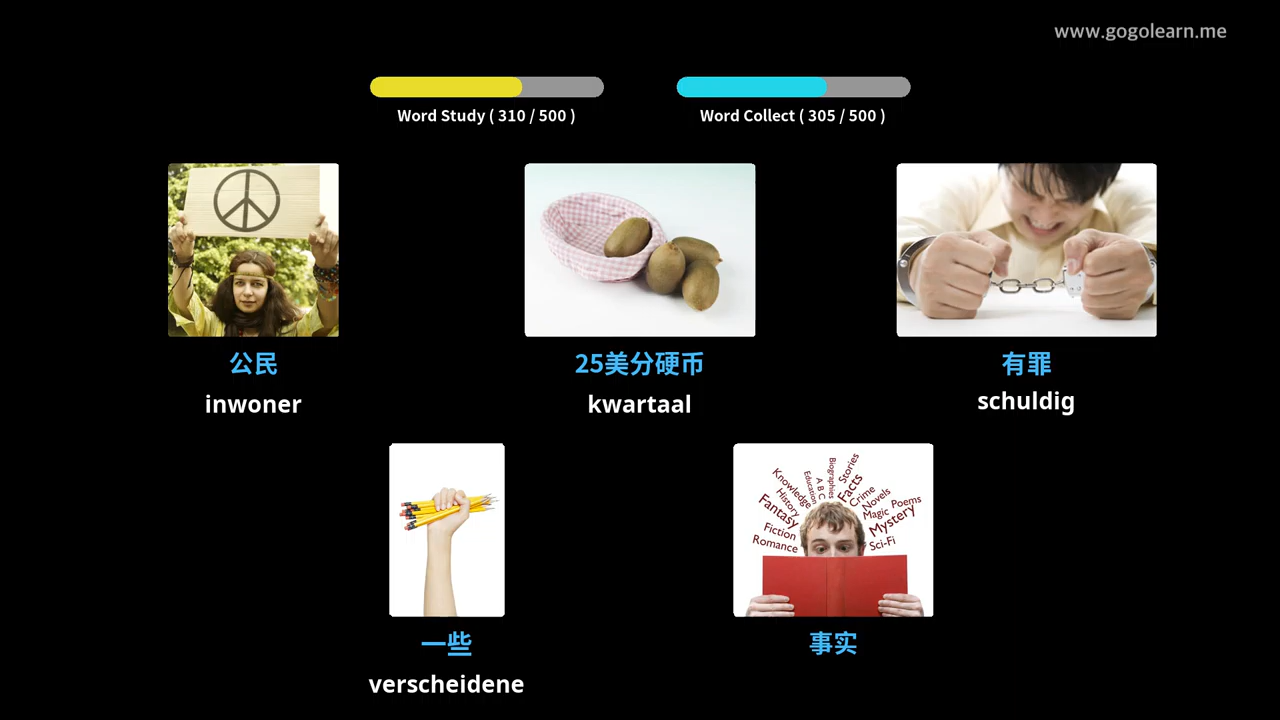 www.gogolearn.me
Word Study ( 310 / 500 )
Word Collect ( 305 / 500 )
公民
inwoner
25美分硬币
kwartaal
有罪
schuldig
一些
verscheidene
Stories
Biographies
Facts
A B C
Education
Knowledge
Crime
History
Novels
Poems
Magic
Fantasy
Mystery
Fiction
Sci-Fi
Romance
事实